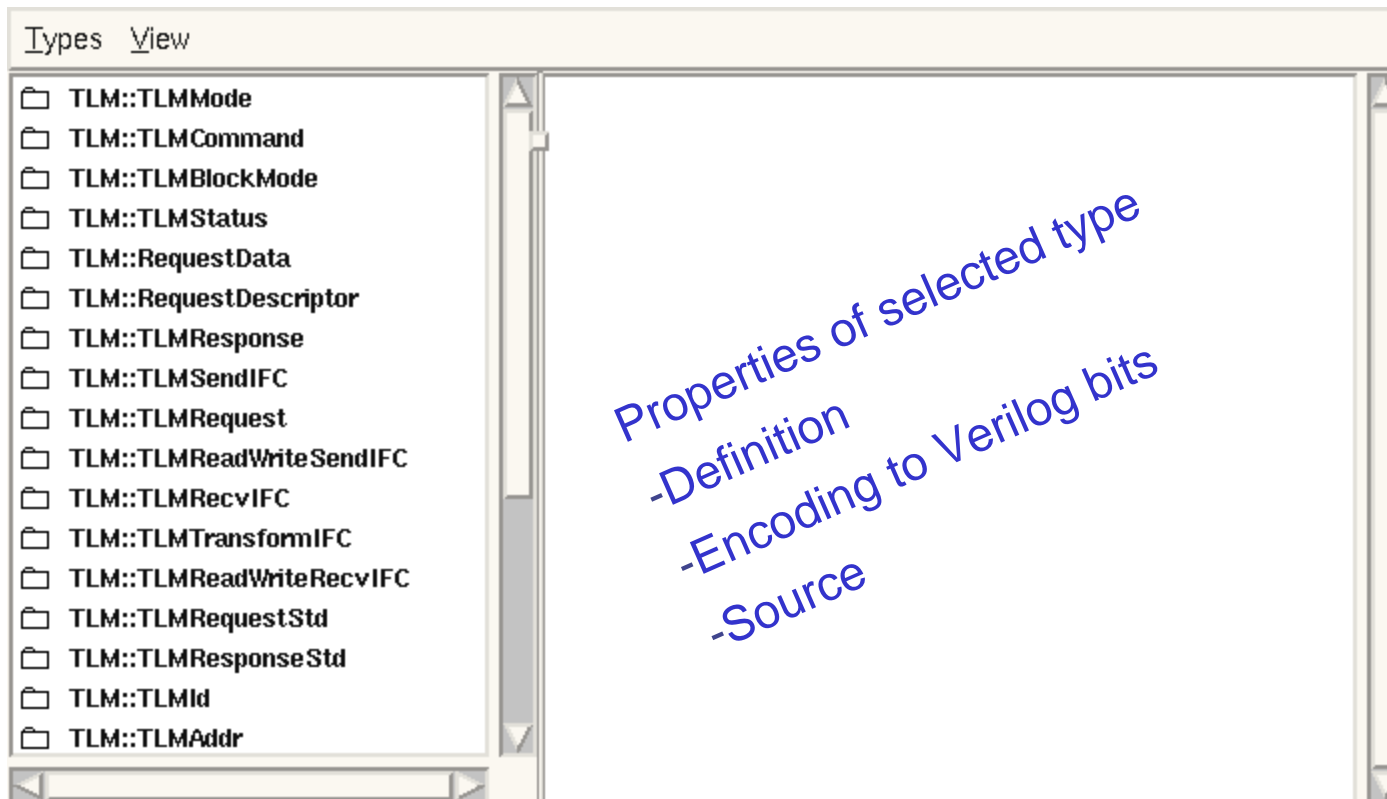 Types View
TLM::TLMMode
TLM::TLMCommand
TLM::TLMBlockMode
TLM::TLMStatus
TLM::RequestData
TLM::RequestDescriptor
TLM::TLMResponse
TLM::TLMSendIFC
TLM::TLMRequest
TLM::TLMReadWriteSendIFC
TLM::TLMRecvIFC
TLM::TLMTransformIFC
TLM::TLMReadWriteRecvIFC
TLM::TLMRequestStd
TLM::TLMResponseStd
TLM::TLMId
TLM::TLMAddr
Properties of selected type
-Definition
-Encoding to Verilog bits
-Source